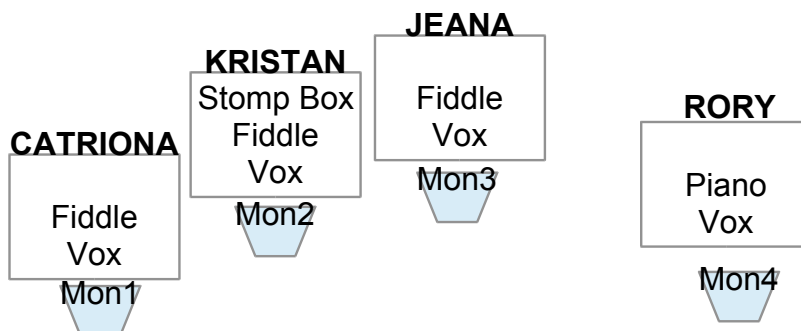 CATRIONA
Fiddle
Vox
Mon1
KRISTAN
Stomp Box
Fiddle
Vox
Mon2
JEANA
Fiddle
Vox
Mon3
RORY
Piano
Vox
Mon4